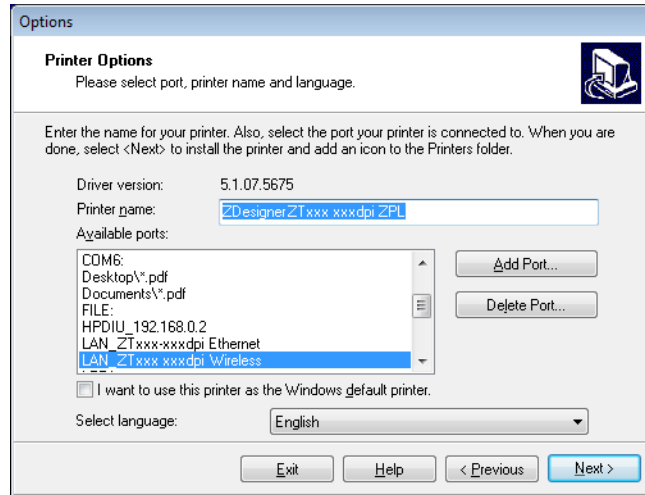 Options
Printer Options
Please select port, printer name and language.
Enter the name for your printer. Also, select the port your printer is connected to. When you are
done, select <Next> to install the printer and add an icon to the Printers folder.
Driver version: 5.1.07.5675
Printer name: ZDesignerZTxxx xxxdpi ZPL
Available ports:
COM6:
Desktop\*.pdf
Documents\*.pdf
FILE:
HPDIU_192.168.0.2
LAN_ZTxxx-xxxdpi Ethernet
LAN_ZTxxx xxxdpi Wireless
Add Port...
Delete Port...
I want to use this printer as the Windows default printer.
Select language: English
Exit Help < Previous Next >